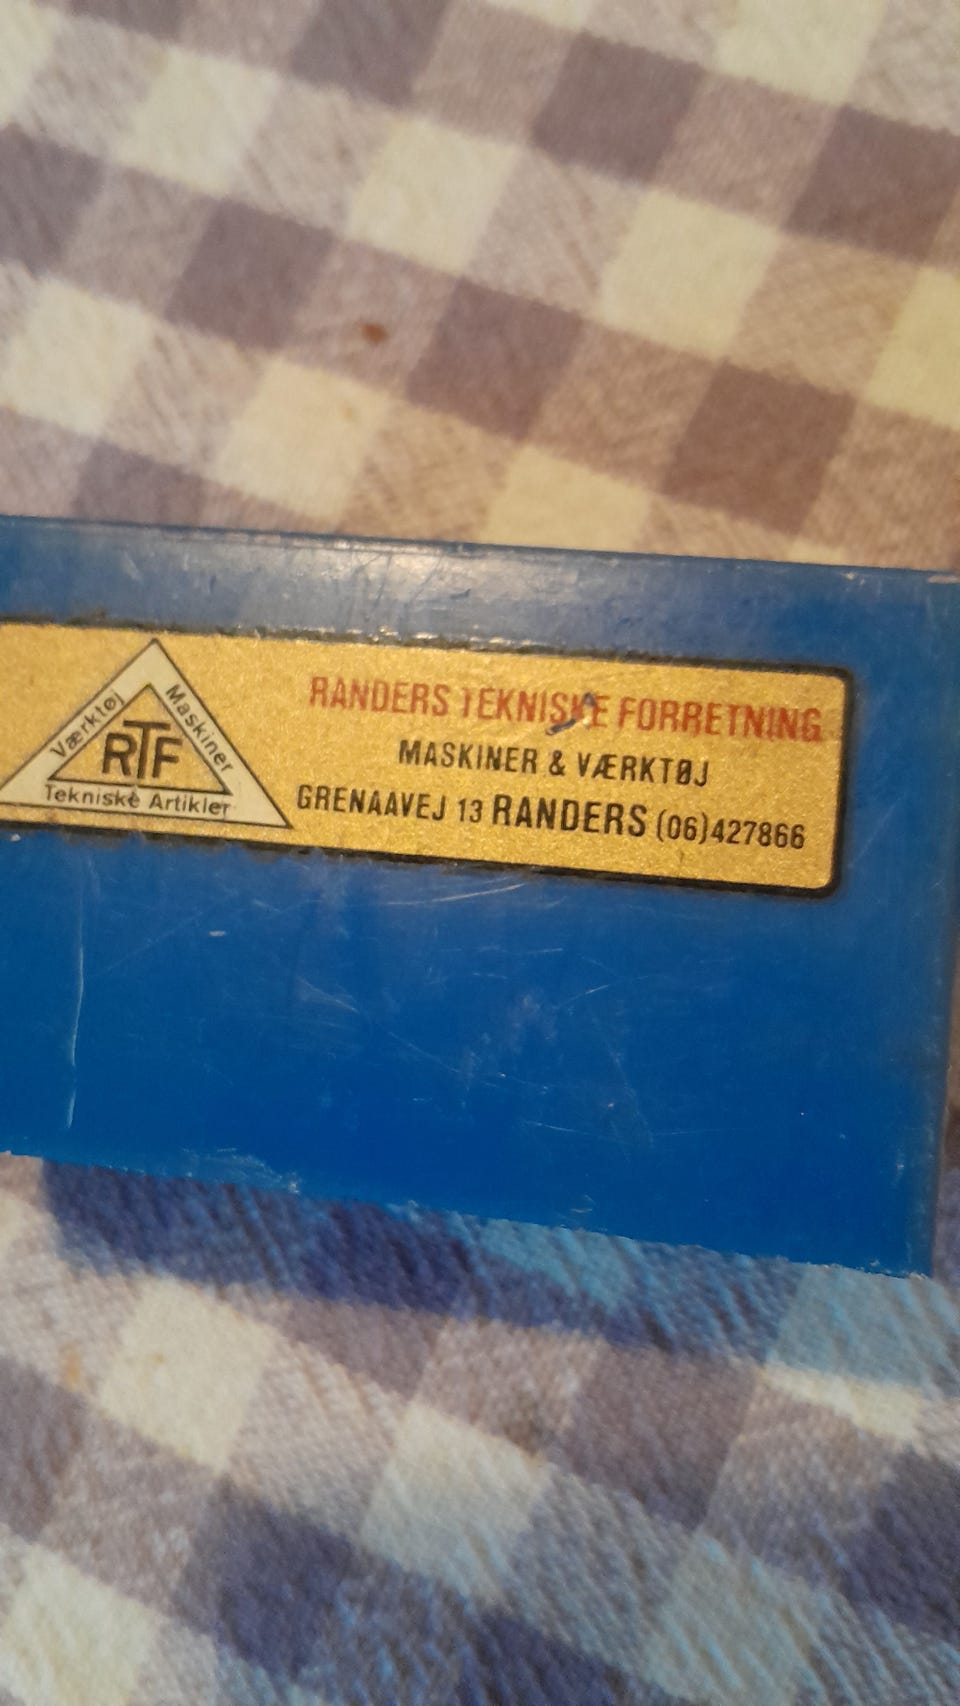 Værktøj
Maskiner
RTF
Tekniske Artikler
RANDERS TEKNISKE FORRETNING
MASKINER & VÆRKTØJ
GRENAAVEJ 13 RANDERS (06)427866